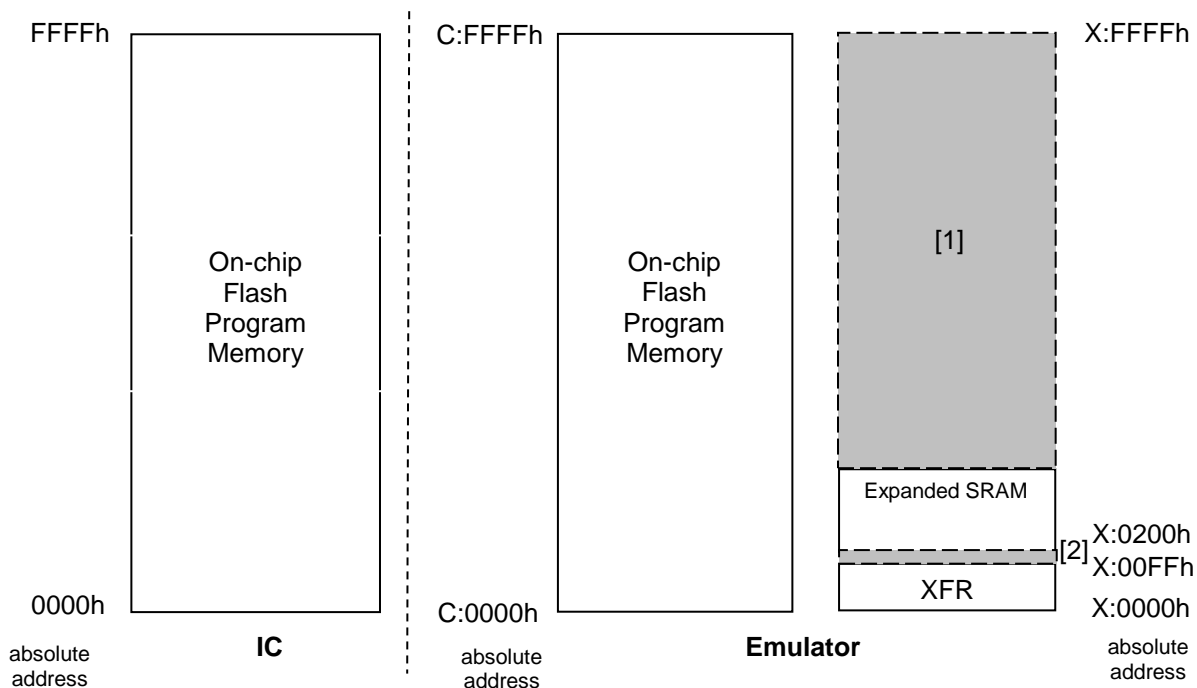 FFFFh
On-chip
Flash
Program
Memory
0000h
absolute
address
IC
C:FFFFh
On-chip
Flash
Program
Memory
C:0000h
absolute
address
Emulator
X:FFFFh
[1]
Expanded SRAM
X:0200h
[2]
X:00FFh
XFR
X:0000h
absolute
address